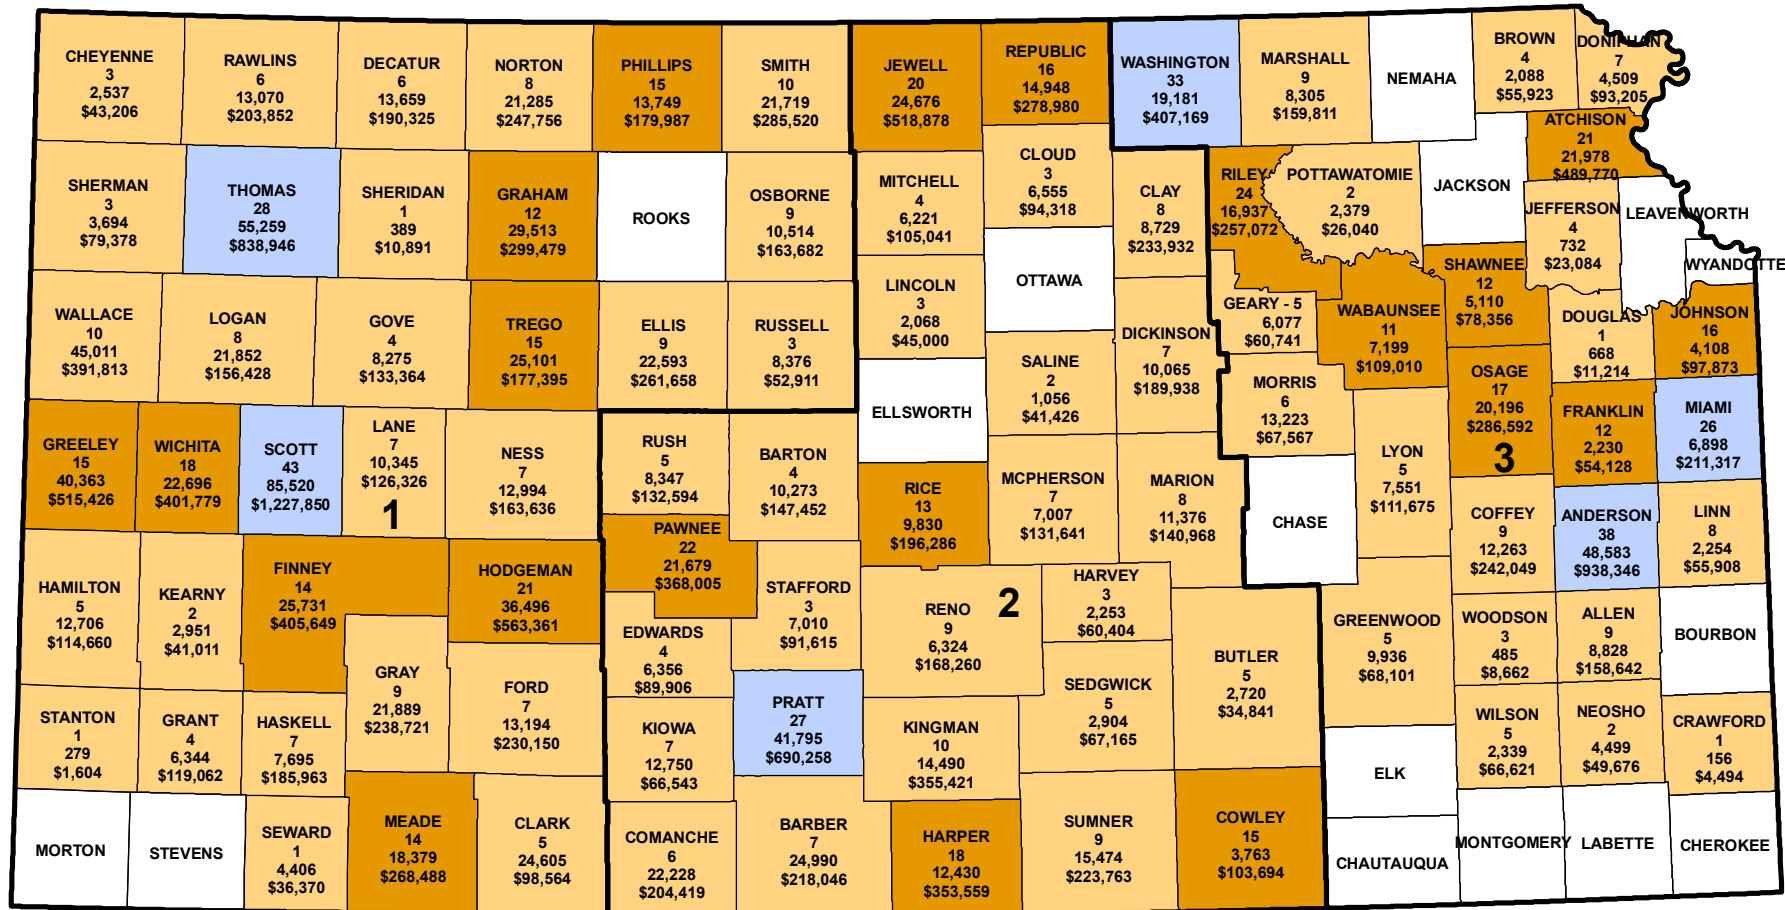 CHEYENNE
3
2,537
$43,206
RAWLINS
6
13,070
$203,852
DECATUR
6
13,659
$190,325
NORTON
8
21,285
$247,756
PHILLIPS
15
13,749
$179,987
SMITH
10
21,719
$285,520
JEWELL
20
24,676
$518,878
REPUBLIC
16
14,948
$278,980
WASHINGTON
33
19,181
$407,169
MARSHALL
9
8,305
$159,811
NEMAHA
BROWN
4
2,088
$55,923
DONIPHAN
7
4,509
$93,205
ATCHISON
21
21,978
$489,770
SHERMAN
3
3,694
$79,378
THOMAS
28
55,259
$838,946
SHERIDAN
1
389
$10,891
GRAHAM
12
29,513
$299,479
ROOKS
OSBORNE
9
10,514
$163,682
MITCHELL
4
6,221
$105,041
CLOUD
3
6,555
$94,318
CLAY
8
8,729
$233,932
RILEY
24
16,937
$257,072
POTTAWATOMIE
2
2,379
$26,040
JACKSON
JEFFERSON
4
732
$23,084
LEAVENWORTH
WYANDOTTE
WALLACE
10
45,011
$391,813
LOGAN
8
21,852
$156,428
GOVE
4
8,275
$133,364
TREGO
15
25,101
$177,395
ELLIS
9
22,593
$261,658
RUSSELL
3
8,376
$52,911
LINCOLN
3
2,068
$45,000
OTTAWA
DICKINSON
7
10,065
$189,938
GEARY - 5
6,077
$60,741
WABAUNSEE
11
7,199
$109,010
SHAWNEE
12
5,110
$78,356
DOUGLAS
1
668
$11,214
JOHNSON
16
4,108
$97,873
SALINE
2
1,056
$41,426
ELLSWORTH
MORRIS
6
13,223
$67,567
OSAGE
17
20,196
$286,592
3
FRANKLIN
12
2,230
$54,128
MIAMI
26
6,898
$211,317
GREELEY
15
40,363
$515,426
WICHITA
18
22,696
$401,779
SCOTT
43
85,520
$1,227,850
LANE
7
10,345
$126,326
1
NESS
7
12,994
$163,636
RUSH
5
8,347
$132,594
BARTON
4
10,273
$147,452
RICE
13
9,830
$196,286
MCPHERSON
7
7,007
$131,641
MARION
8
11,376
$140,968
CHASE
LYON
5
7,551
$111,675
COFFEY
9
12,263
$242,049
ANDERSON
38
48,583
$938,346
LINN
8
2,254
$55,908
HAMILTON
5
12,706
$114,660
KEARNY
2
2,951
$41,011
FINNEY
14
25,731
$405,649
HODGEMAN
21
36,496
$563,361
PAWNEE
22
21,679
$368,005
STAFFORD
3
7,010
$91,615
EDWARDS
4
6,356
$89,906
RENO
9
6,324
$168,260
2
HARVEY
3
2,253
$60,404
BUTLER
5
2,720
$34,841
GREENWOOD
5
9,936
$68,101
WOODSON
3
485
$8,662
ALLEN
9
8,828
$158,642
BOURBON
GRAY
9
21,889
$238,721
FORD
7
13,194
$230,150
STANTON
1
279
$1,604
GRANT
4
6,344
$119,062
HASKELL
7
7,695
$185,963
KIOWA
7
12,750
$66,543
PRATT
27
41,795
$690,258
KINGMAN
10
14,490
$355,421
SEDGWICK
5
2,904
$67,165
ELK
WILSON
5
2,339
$66,621
NEOSHO
2
4,499
$49,676
CRAWFORD
1
156
$4,494
MORTON
STEVENS
SEWARD
1
4,406
$36,370
MEADE
14
18,379
$268,488
CLARK
5
24,605
$98,564
COMANCHE
6
22,228
$204,419
BARBER
7
24,990
$218,046
HARPER
18
12,430
$353,559
SUMNER
9
15,474
$223,763
COWLEY
15
3,763
$103,694
CHAUTAUQUA
MONTGOMERY
LABETTE
CHEROKEE